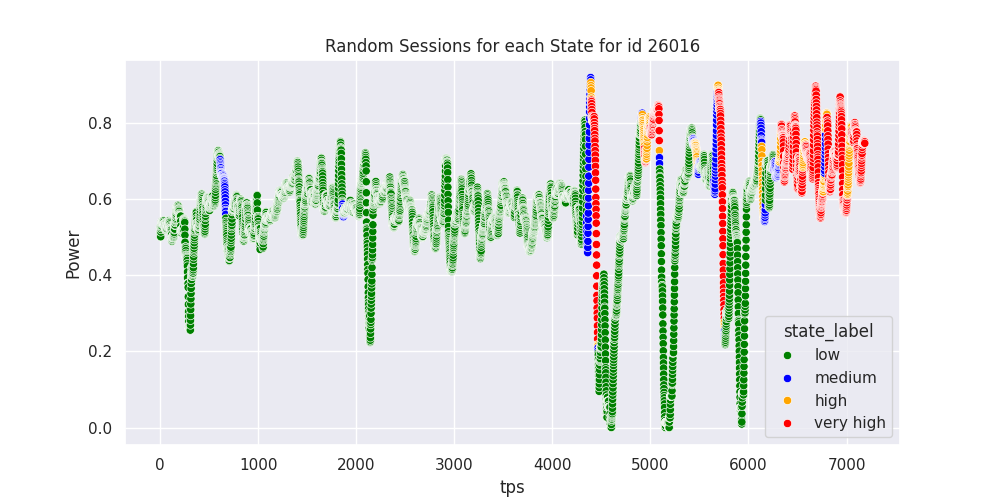 Random Sessions for each State for id 26016
Power
0.8
0.6
0.4
0.2
0.0
0 1000 2000 3000 4000 5000 6000 7000
tps
state_label
low
medium
high
very high